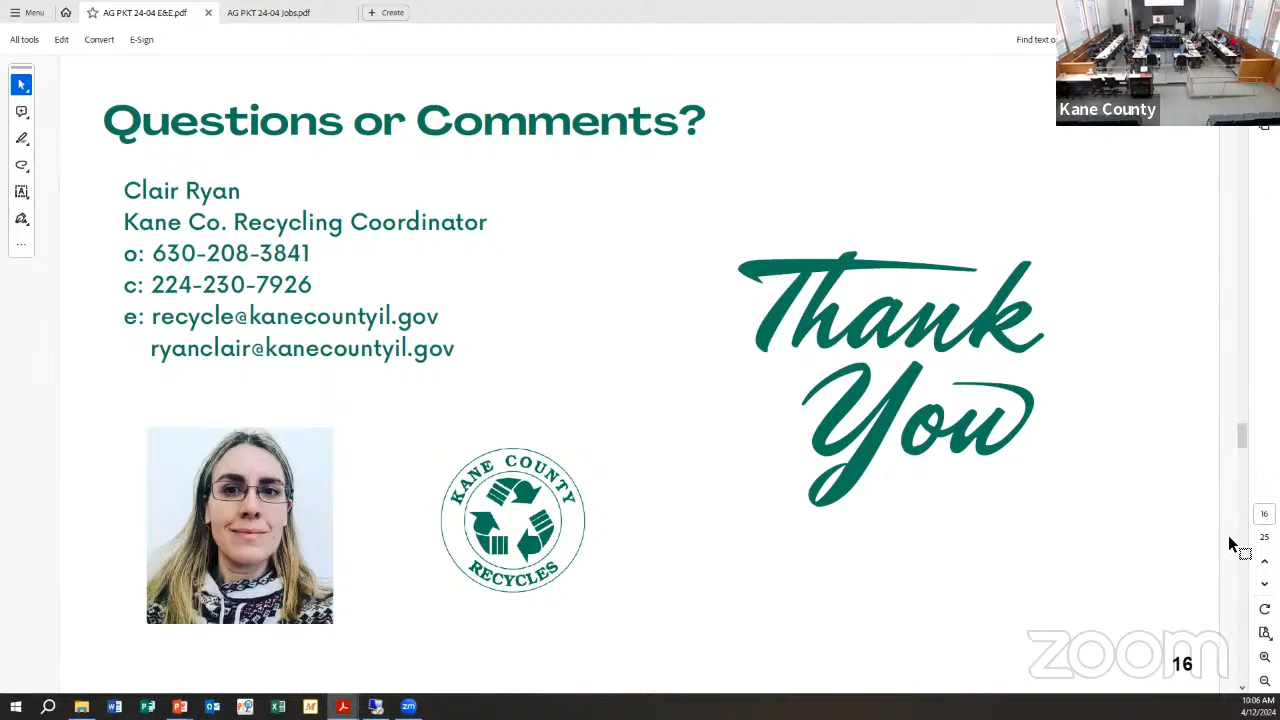 Menu
AG PKT 24-04 E&E.pdf
AG PKT 24-04 Jobs.pdf
Create
All tools
Edit
Convert
E-Sign
Find text o
Kane County
Questions or Comments?
Clair Ryan
Kane Co. Recycling Coordinator
o: 630-208-3841
c: 224-230-7926
e: recycle@kanecountyil.gov
ryanclair@kanecountyil.gov
Thank
You
KANE COUNTY
RECYCLES
16
25
zoom
16
10:06 AM
4/12/2024